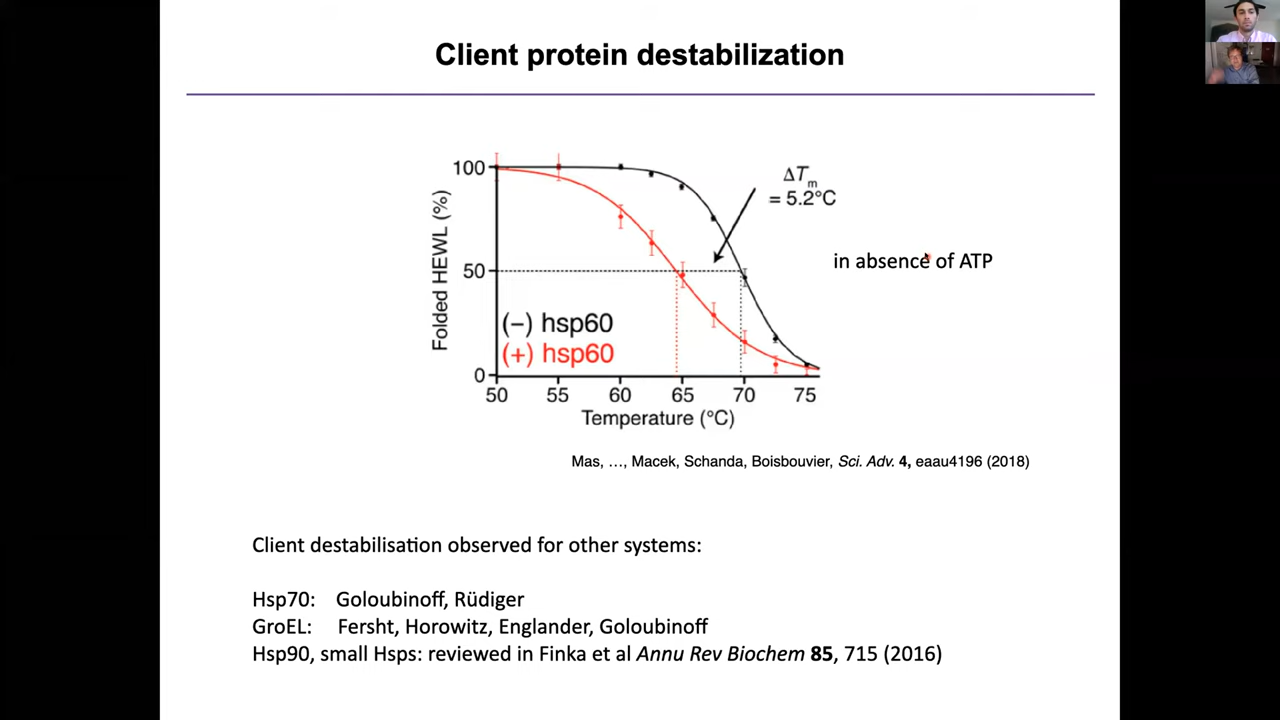 Client protein destabilization
100
50
0
Folded HEWL (%)
ΔTm
= 5.2°C
(−) hsp60
(+) hsp60
50 55 60 65 70 75
Temperature (°C)
in absence of ATP
Mas, ..., Macek, Schanda, Boisbouvier, Sci. Adv. 4, eaau4196 (2018)
Client destabilisation observed for other systems:
Hsp70: Goloubinoff, Rüdiger
GroEL: Fersht, Horowitz, Englander, Goloubinoff
Hsp90, small Hsps: reviewed in Finka et al Annu Rev Biochem 85, 715 (2016)